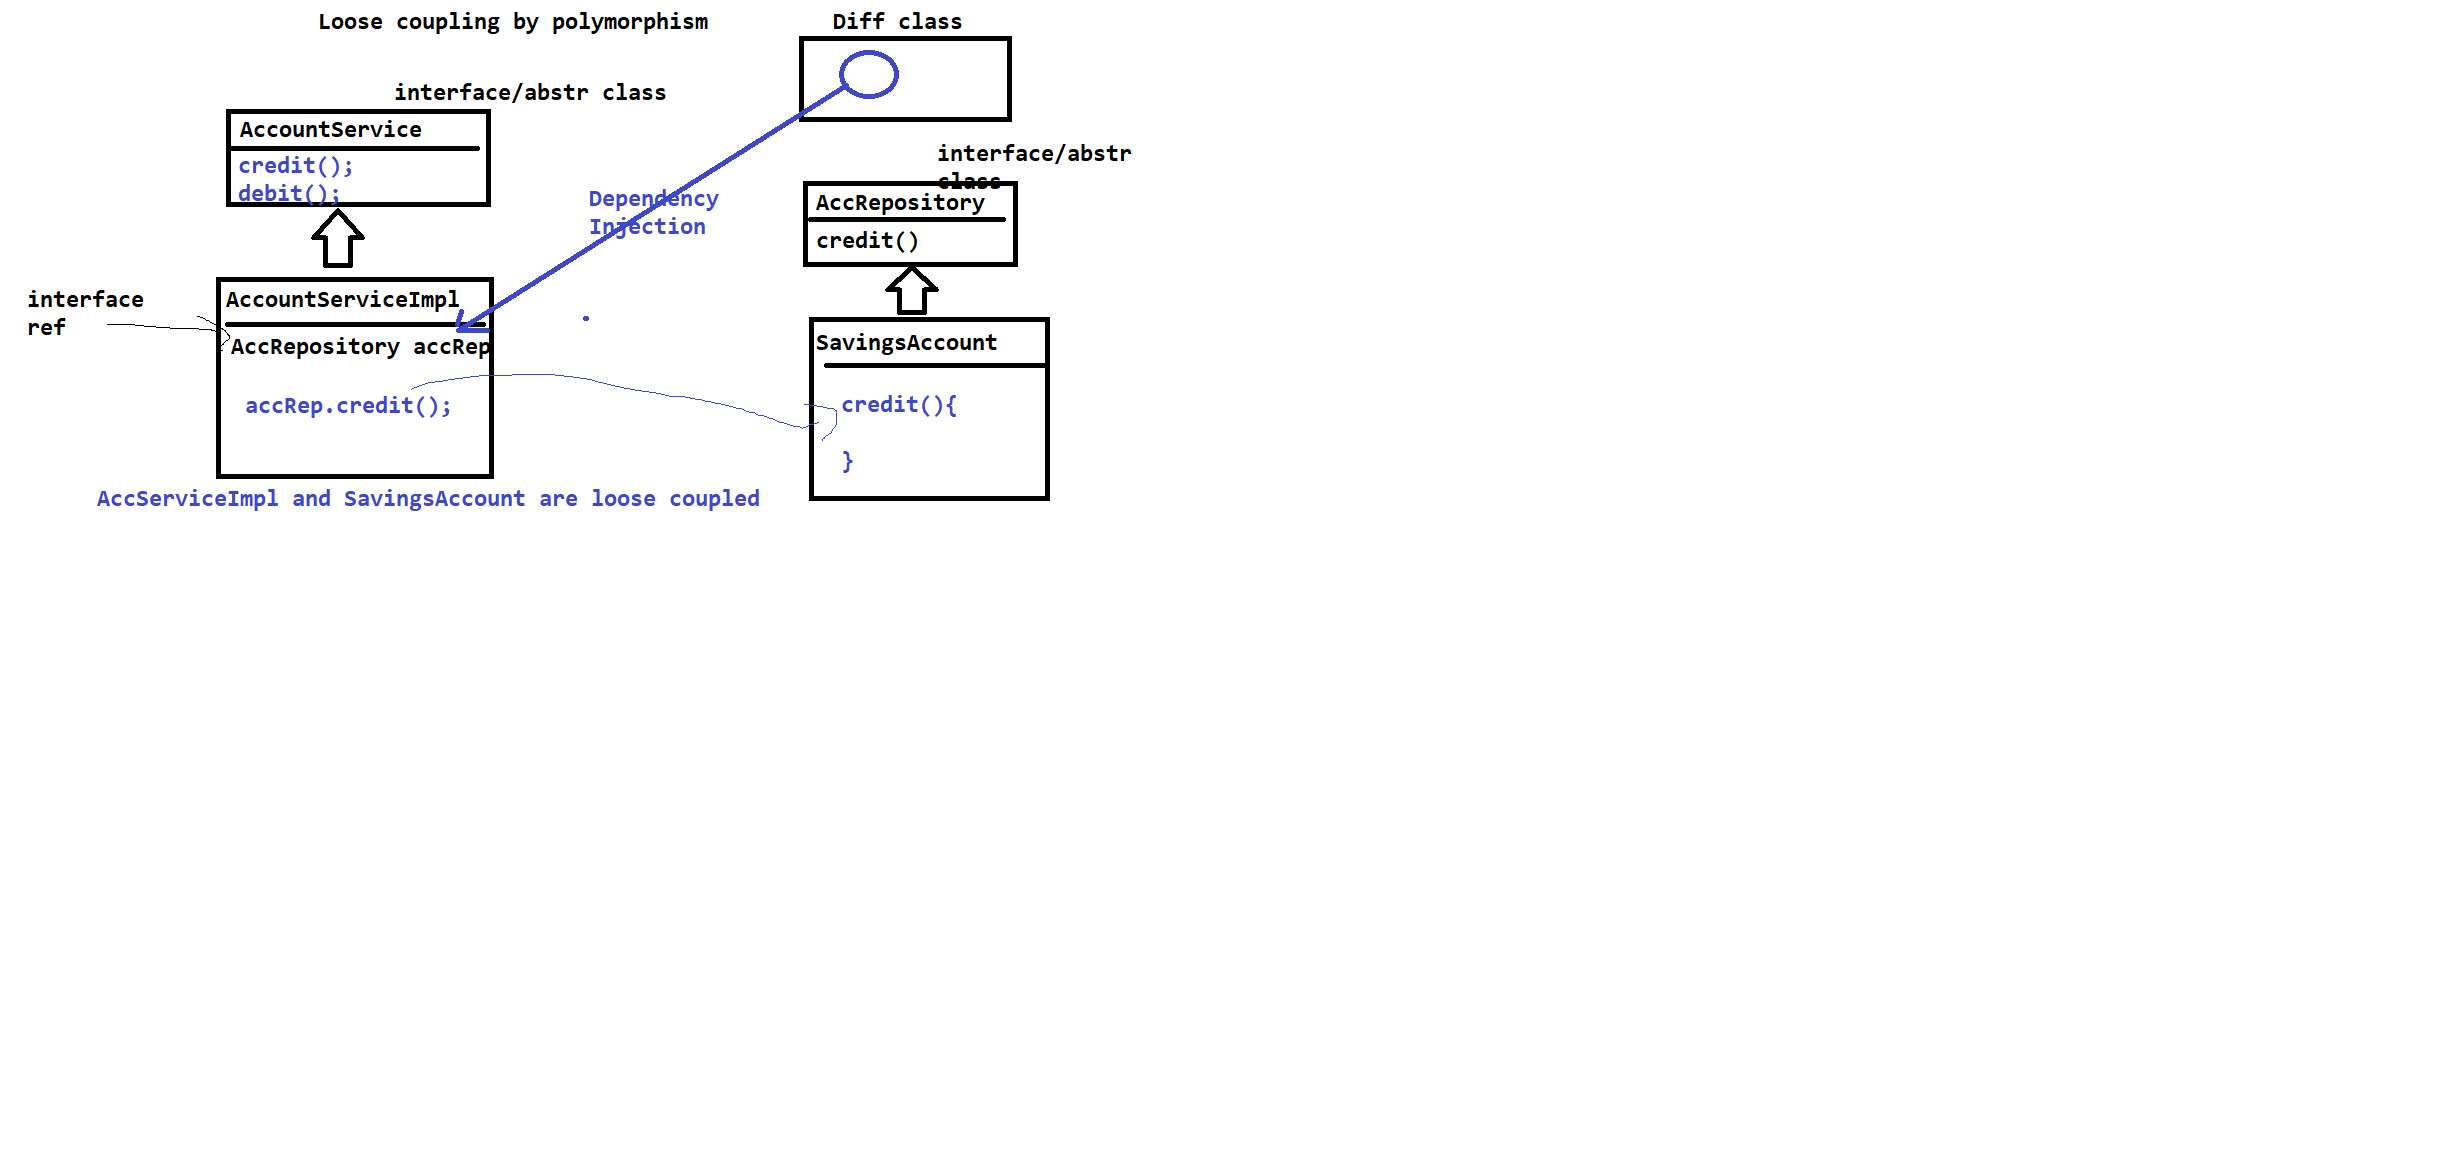 Loose coupling by polymorphism
Diff class
interface/abstr class
AccountService
credit();
debit();
interface/abstr
class
Dependency
Injection
AccRepository
credit()
interface
ref
AccountServiceImpl
AccRepository accRep
accRep.credit();
SavingsAccount
credit(){
}
AccServiceImpl and SavingsAccount are loose coupled